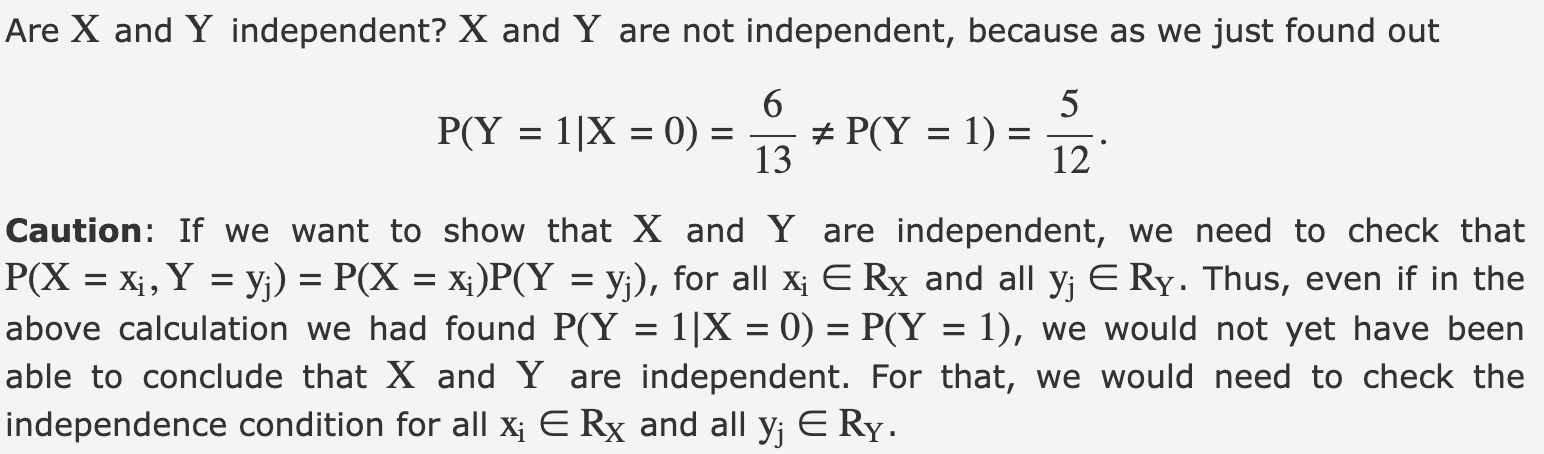 Are X and Y independent? X and Y are not independent, because as we just found out
P(Y = 1|X = 0) = 6/13 ≠ P(Y = 1) = 5/12.
Caution: If we want to show that X and Y are independent, we need to check that
P(X = xᵢ, Y = yⱼ) = P(X = xᵢ)P(Y = yⱼ), for all xᵢ ∈ R_X and all yⱼ ∈ R_Y. Thus, even if in the
above calculation we had found P(Y = 1|X = 0) = P(Y = 1), we would not yet have been
able to conclude that X and Y are independent. For that, we would need to check the
independence condition for all xᵢ ∈ R_X and all yⱼ ∈ R_Y.